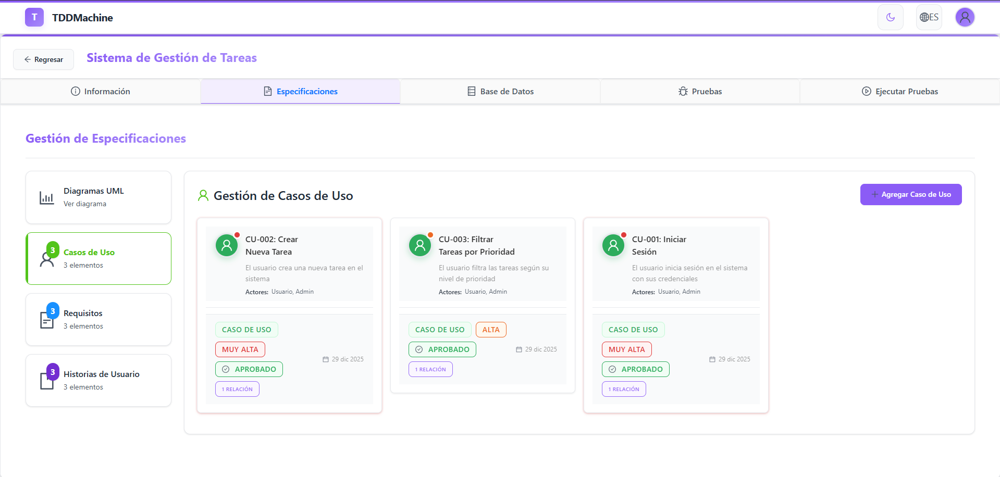 T
TDDMachine
ES
Regresar
Sistema de Gestión de Tareas
Información
Especificaciones
Base de Datos
Pruebas
Ejecutar Pruebas
Gestión de Especificaciones
Diagramas UML
Ver diagrama
3
Casos de Uso
3 elementos
3
Requisitos
3 elementos
3
Historias de Usuario
3 elementos
Gestión de Casos de Uso
Agregar Caso de Uso
CU-002: Crear
Nueva Tarea
El usuario crea una nueva tarea en el
sistema
Actores: Usuario, Admin
CASO DE USO
MUY ALTA
APROBADO
1 RELACIÓN
29 dic 2025
CU-003: Filtrar
Tareas por Prioridad
El usuario filtra las tareas según su
nivel de prioridad
Actores: Usuario, Admin
CASO DE USO ALTA
APROBADO
1 RELACIÓN
29 dic 2025
CU-001: Iniciar
Sesión
El usuario inicia sesión en el sistema
con sus credenciales
Actores: Usuario, Admin
CASO DE USO
MUY ALTA
APROBADO
1 RELACIÓN
29 dic 2025